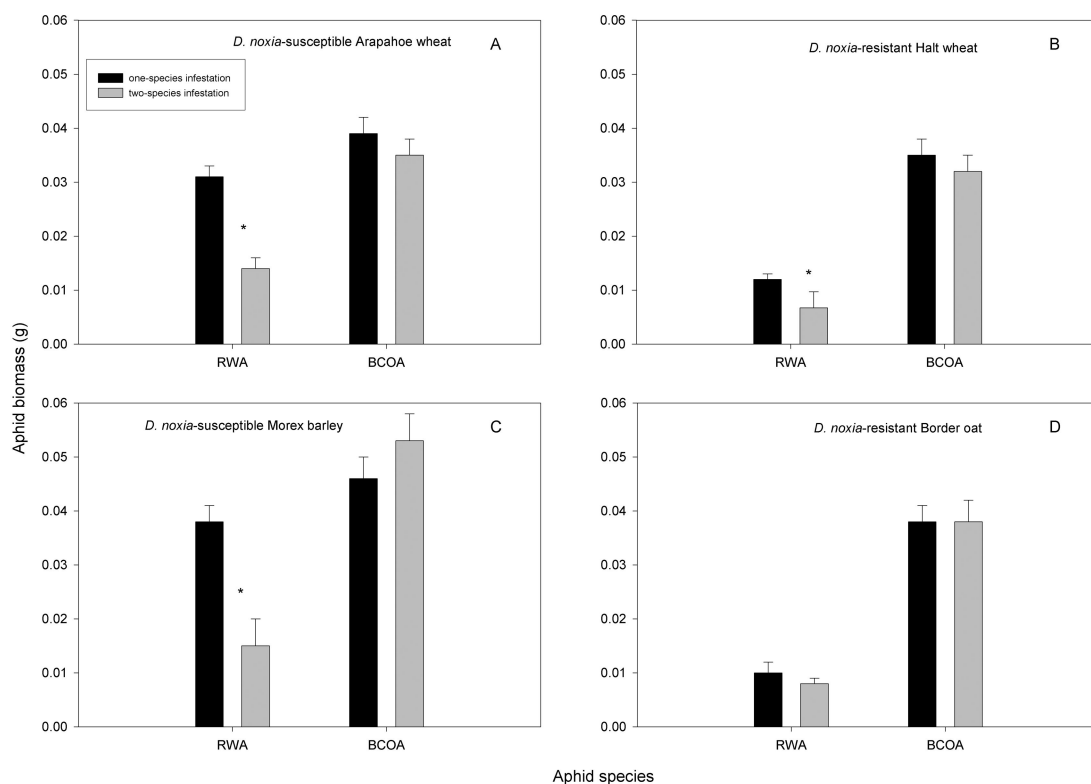 Aphid biomass (g)
0.06
0.05
0.04
0.03
0.02
0.01
0.00
D. noxia-susceptible Arapahoe wheat
A
one-species infestation
two-species infestation
*
RWA
BCOA
0.06
0.05
0.04
0.03
0.02
0.01
0.00
D. noxia-resistant Halt wheat
B
*
RWA
BCOA
0.06
0.05
0.04
0.03
0.02
0.01
0.00
D. noxia-susceptible Morex barley
C
*
RWA
BCOA
0.06
0.05
0.04
0.03
0.02
0.01
0.00
D. noxia-resistant Border oat
D
RWA
BCOA
Aphid species